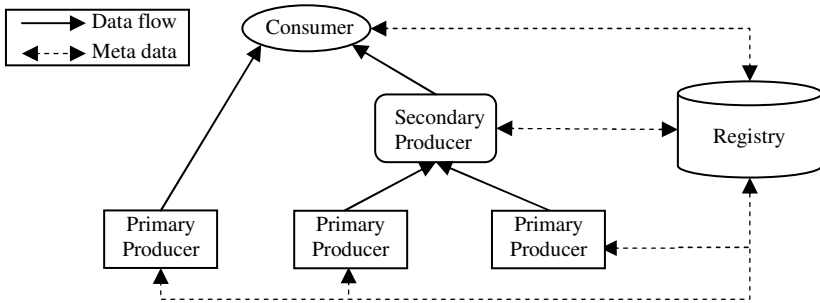 Data flow
Meta data
Consumer
Secondary
Producer
Registry
Primary
Producer
Primary
Producer
Primary
Producer